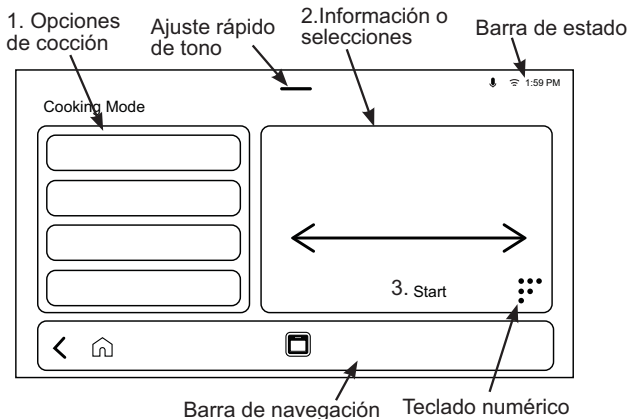 1. Opciones
de cocción
Ajuste rápido
de tono
2.Información o
selecciones
Barra de estado
1:59 PM
Cooking Mode
3. Start
Barra de navegación
Teclado numérico